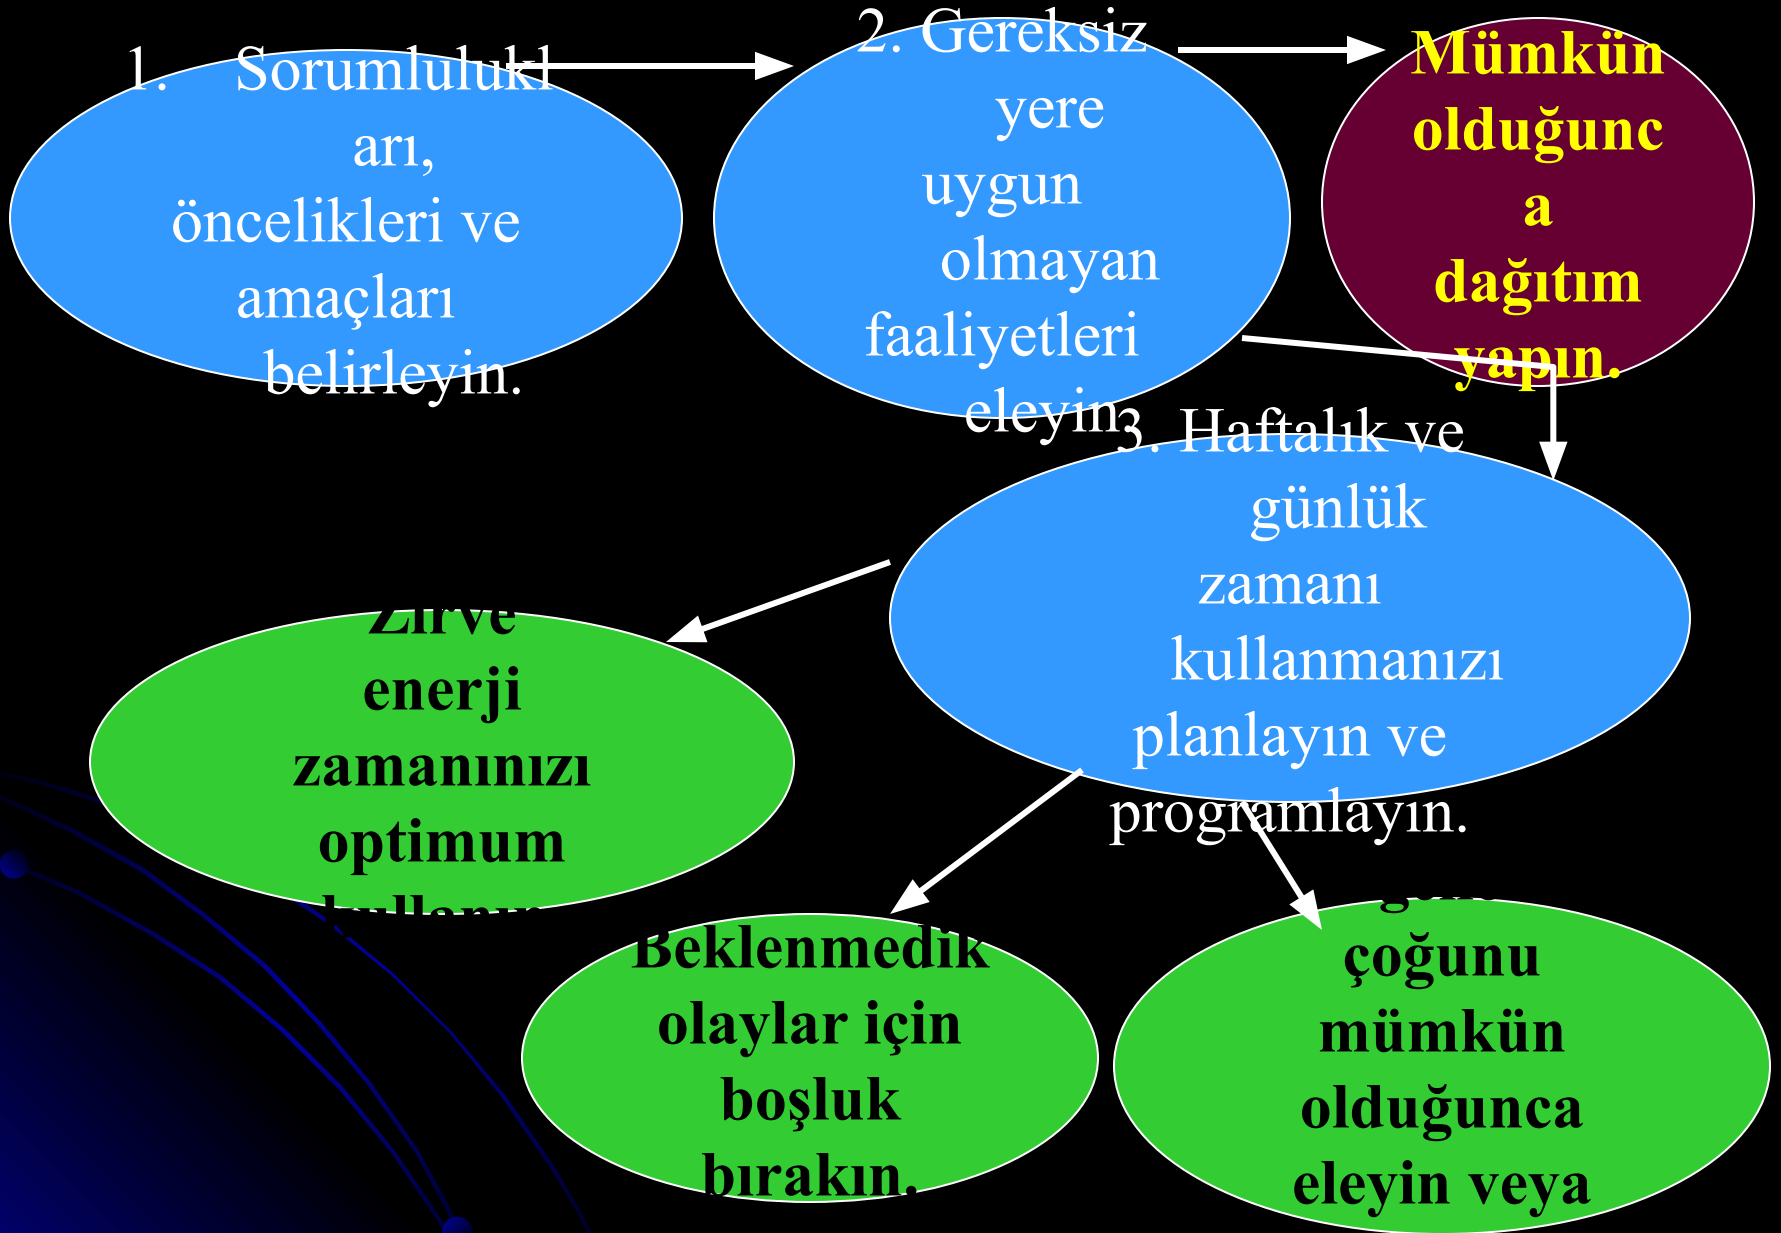 1. Sorumlulukl
arı,
öncelikleri ve
amaçları
belirleyin.
2. Gereksiz
yere
uygun
olmayan
faaliyetleri
eleyin.
Mümkün
olduğunc
a
dağıtım
yapın.
3. Haftalık ve
günlük
zamanı
kullanmanızı
planlayın ve
programlayın.
Zirve
enerji
zamanınızı
optimum
Beklenmedik
olaylar için
boşluk
bırakın.
çoğunu
mümkün
olduğunca
eleyin veya